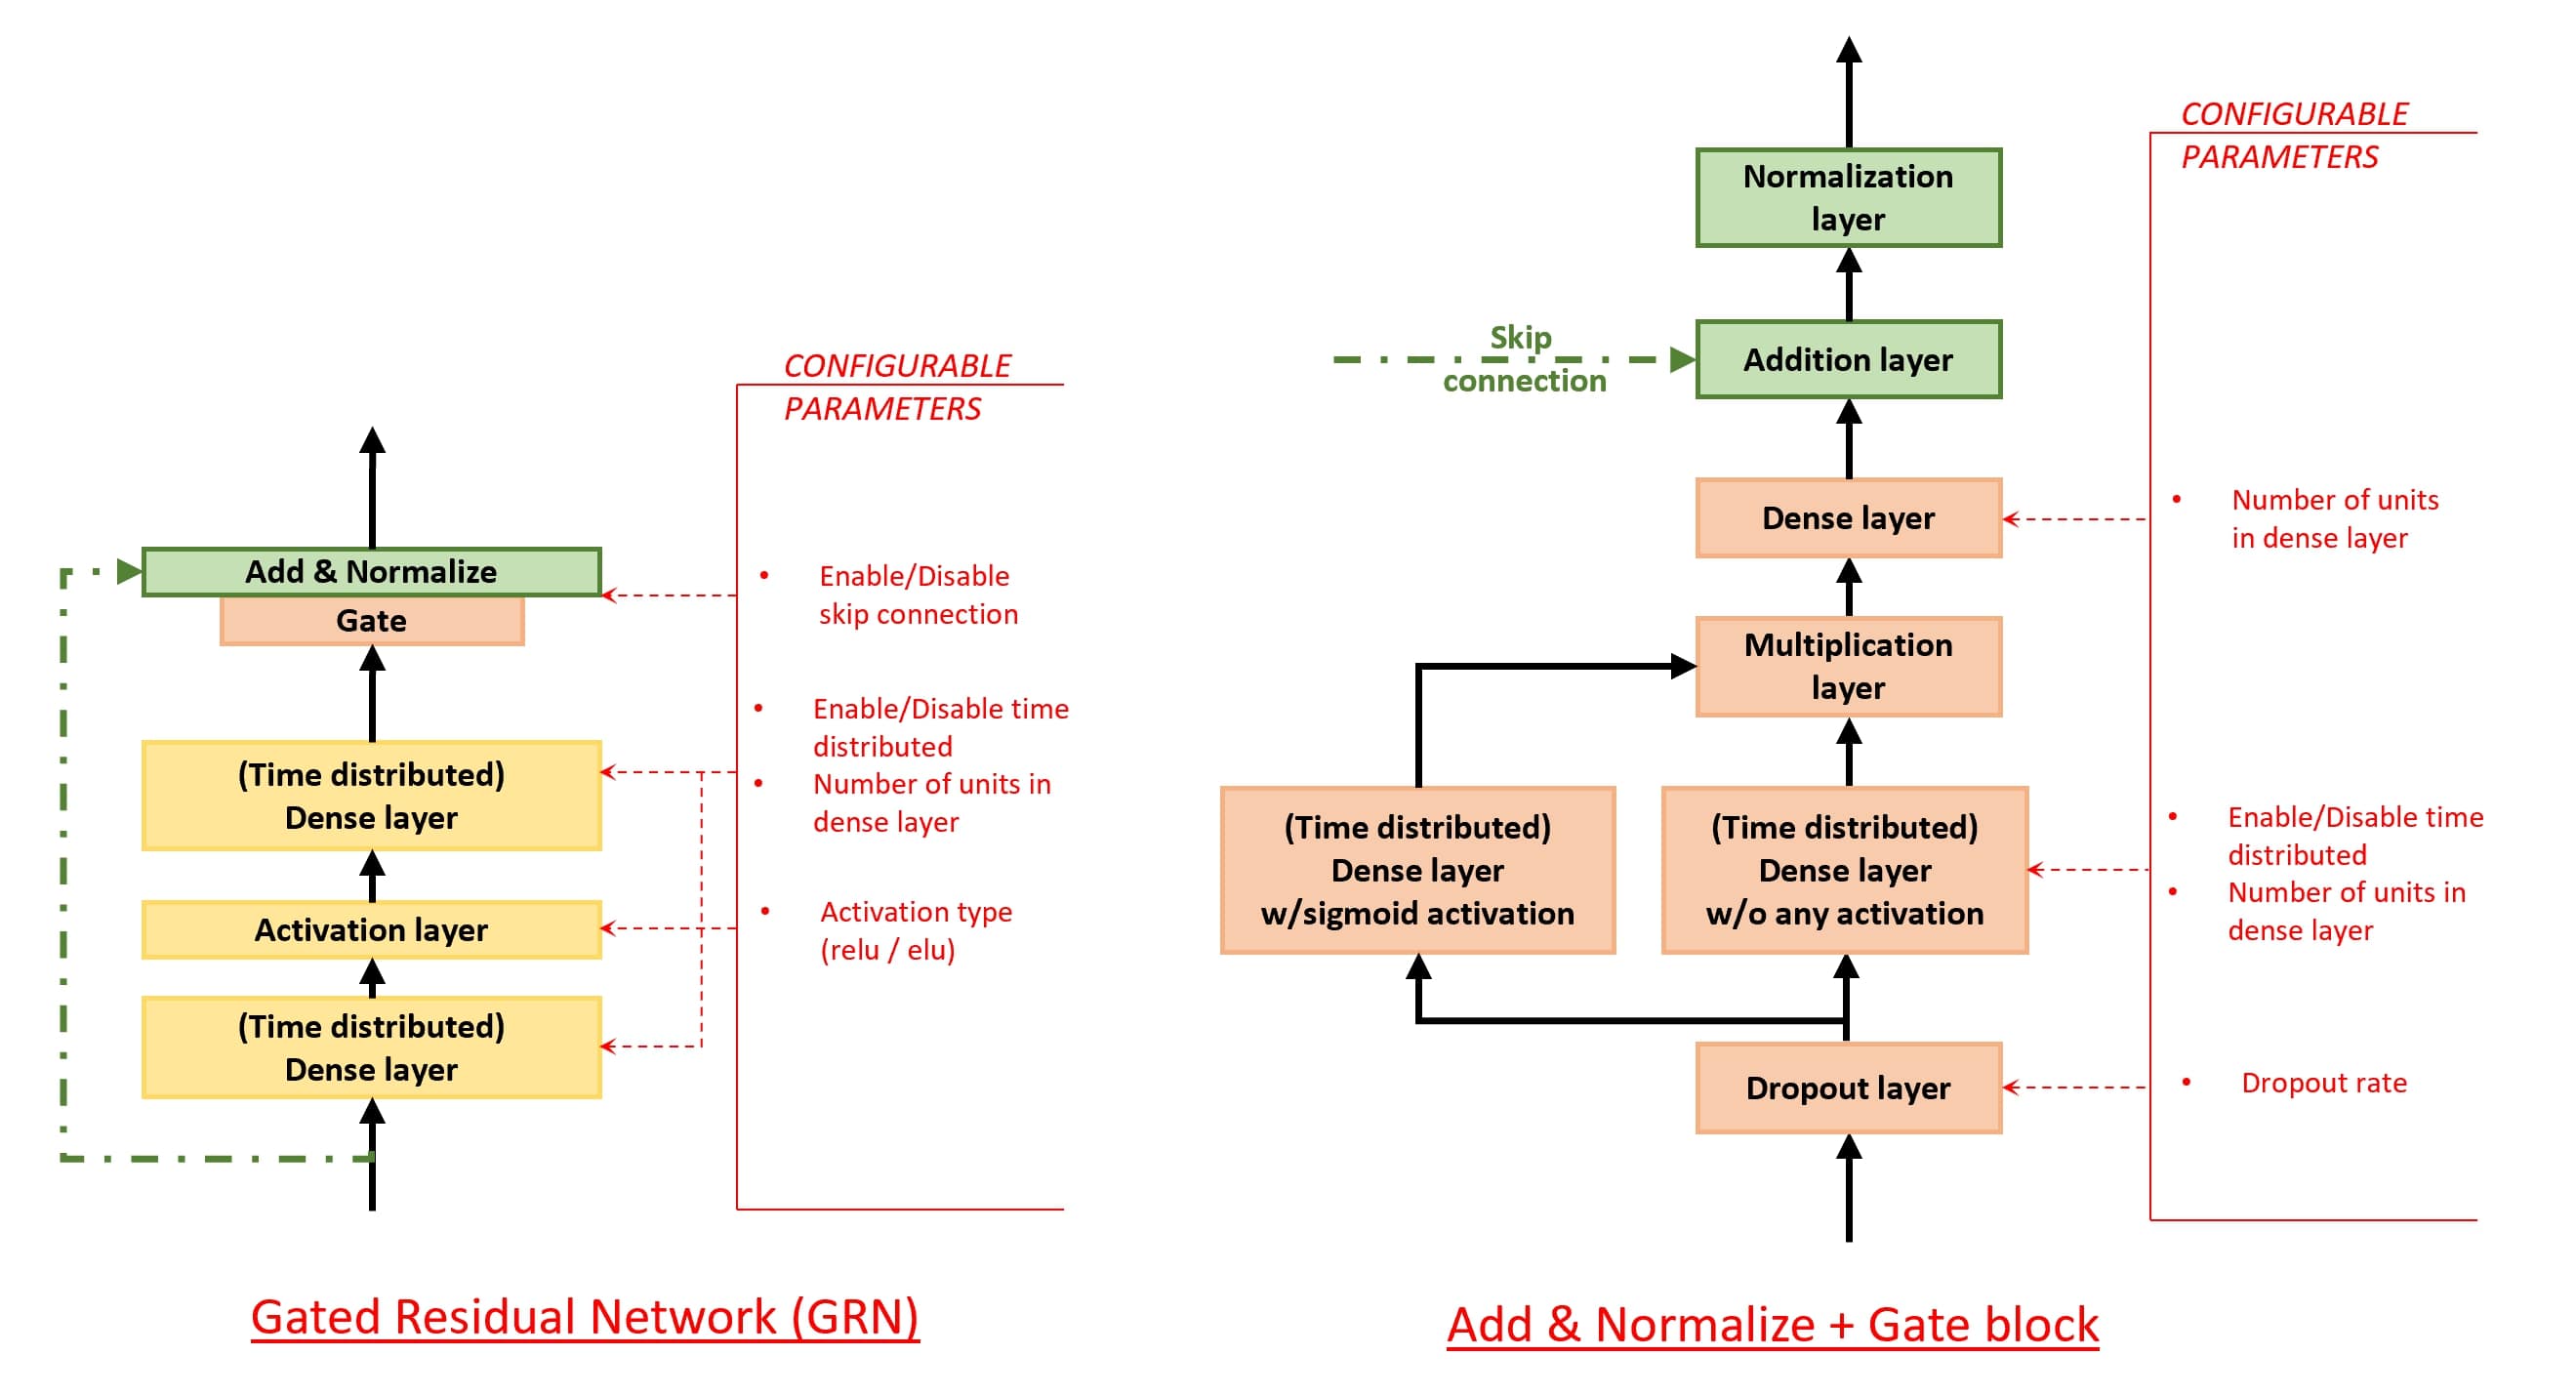 CONFIGURABLE
PARAMETERS
Add & Normalize
Gate
(Time distributed)
Dense layer
Activation layer
(Time distributed)
Dense layer
• Enable/Disable
skip connection
• Enable/Disable time
distributed
• Number of units in
dense layer
• Activation type
(relu / elu)
Gated Residual Network (GRN)
CONFIGURABLE
PARAMETERS
Normalization
layer
Skip
connection
Addition layer
Dense layer
Multiplication
layer
(Time distributed)
Dense layer
w/sigmoid activation
(Time distributed)
Dense layer
w/o any activation
Dropout layer
• Number of units
in dense layer
• Enable/Disable time
distributed
• Number of units in
dense layer
• Dropout rate
Add & Normalize + Gate block